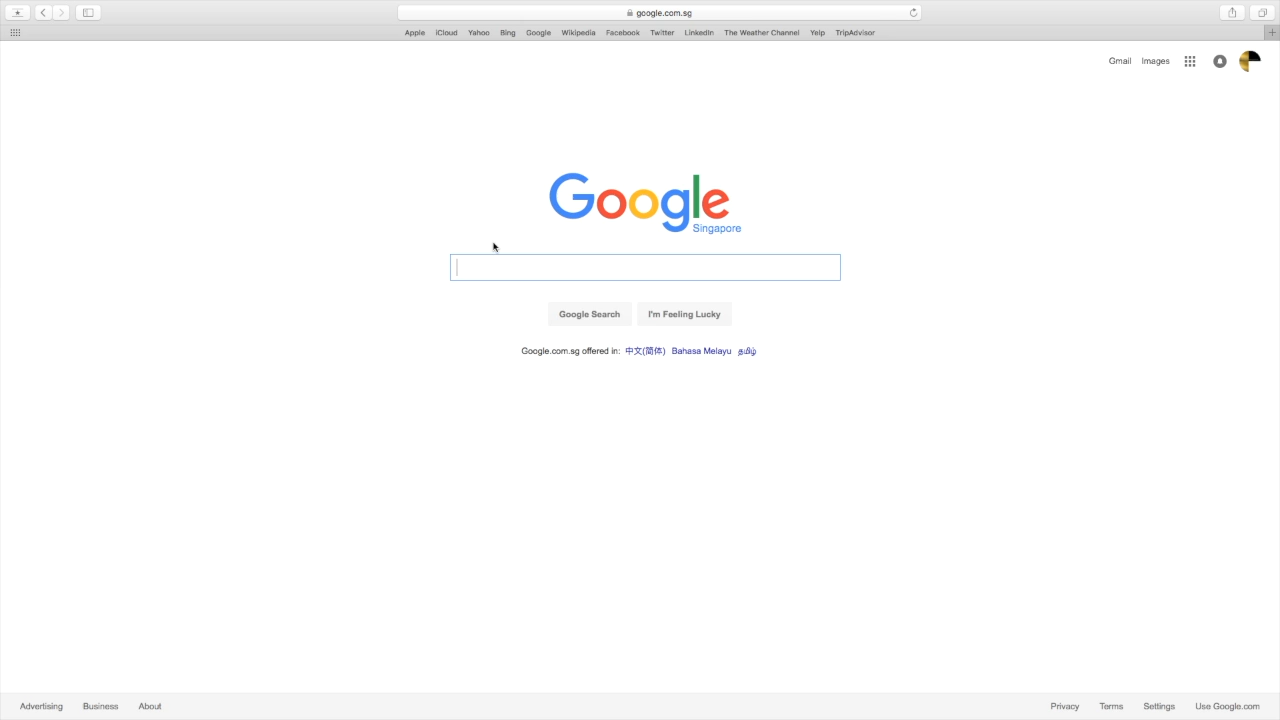 google.com.sg
Apple iCloud Yahoo Bing Google Wikipedia Facebook Twitter LinkedIn The Weather Channel Yelp TripAdvisor
Gmail Images
Google
Singapore
Google Search I'm Feeling Lucky
Google.com.sg offered in: 中文(简体) Bahasa Melayu தமிழ்
Advertising Business About Privacy Terms Settings Use Google.com